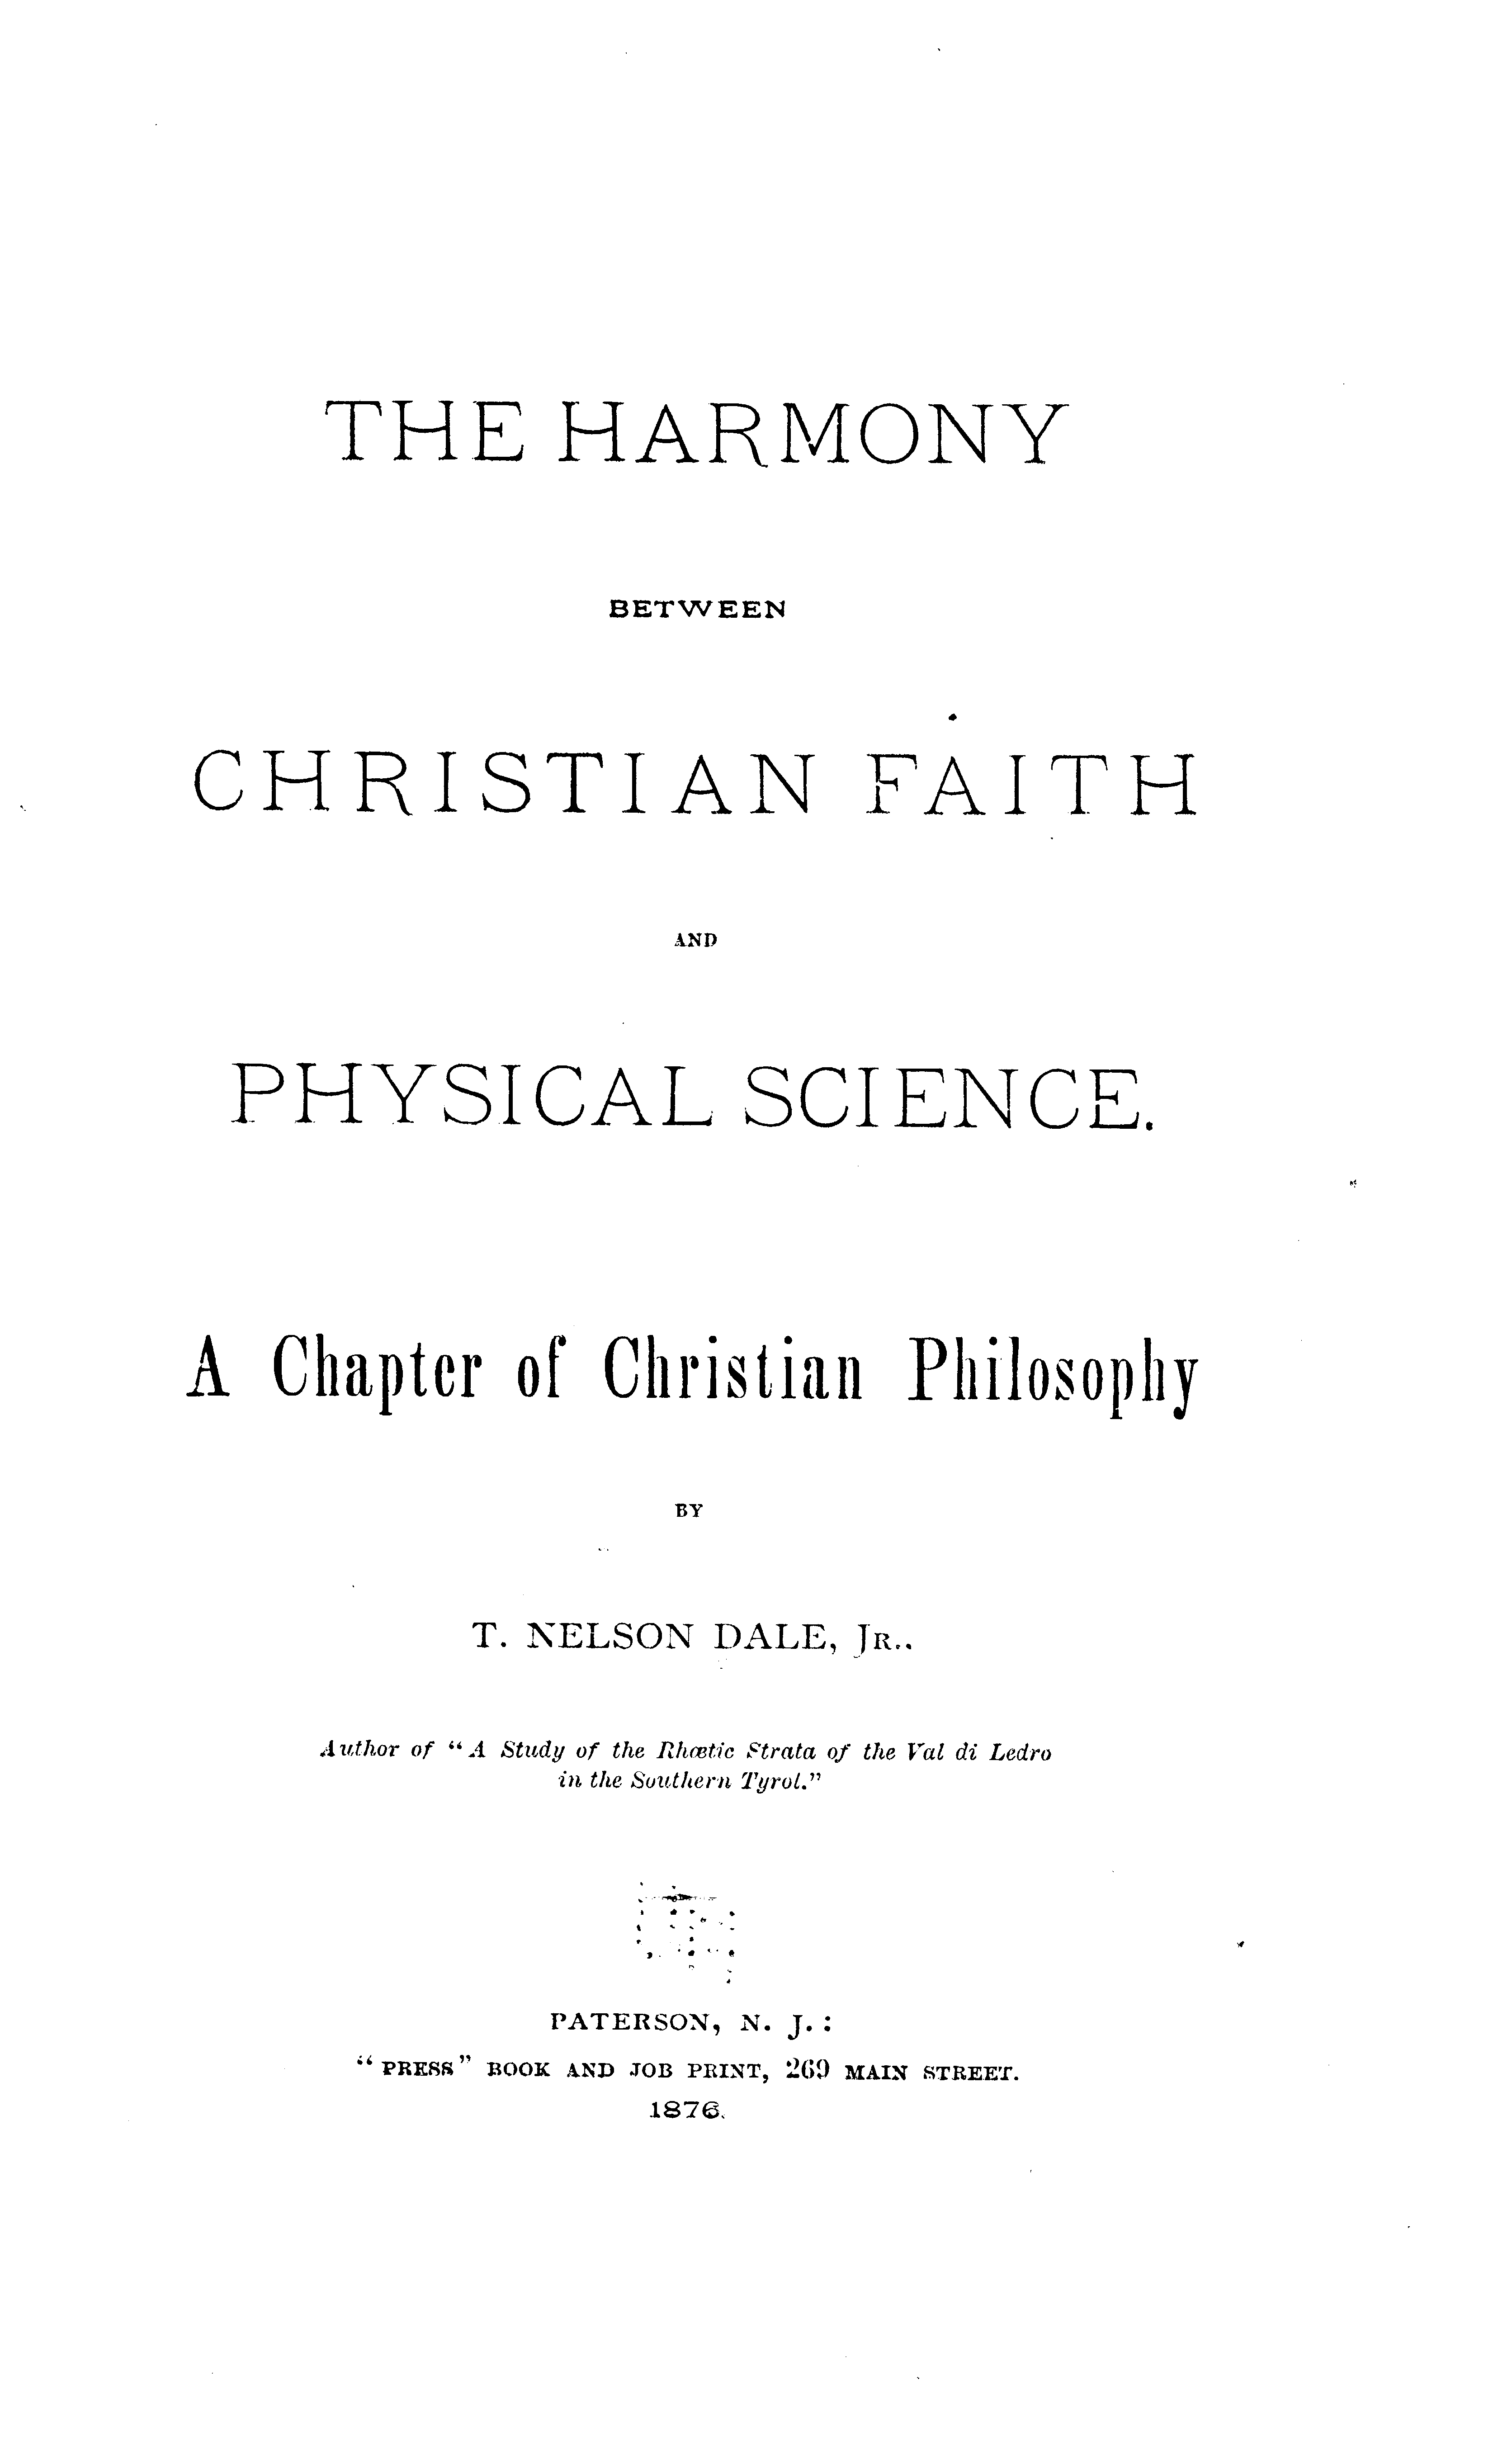 THE HARMONY
BETWEEN
CHRISTIAN FAITH
AND
PHYSICAL SCIENCE.
A Chapter of Christian Philosophy
BY
T. NELSON DALE, JR..
Author of "A Study of the Rhætic Strata of the Val di Ledro
in the Southern Tyrol."
PATERSON, N. J.:
"PRESS" BOOK AND JOB PRINT, 269 MAIN STREET.
1876.